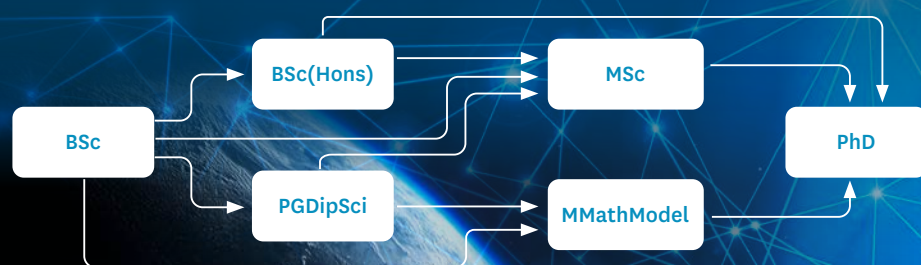 BSc(Hons)
MSc
BSc
PhD
PGDipSci
MMathModel